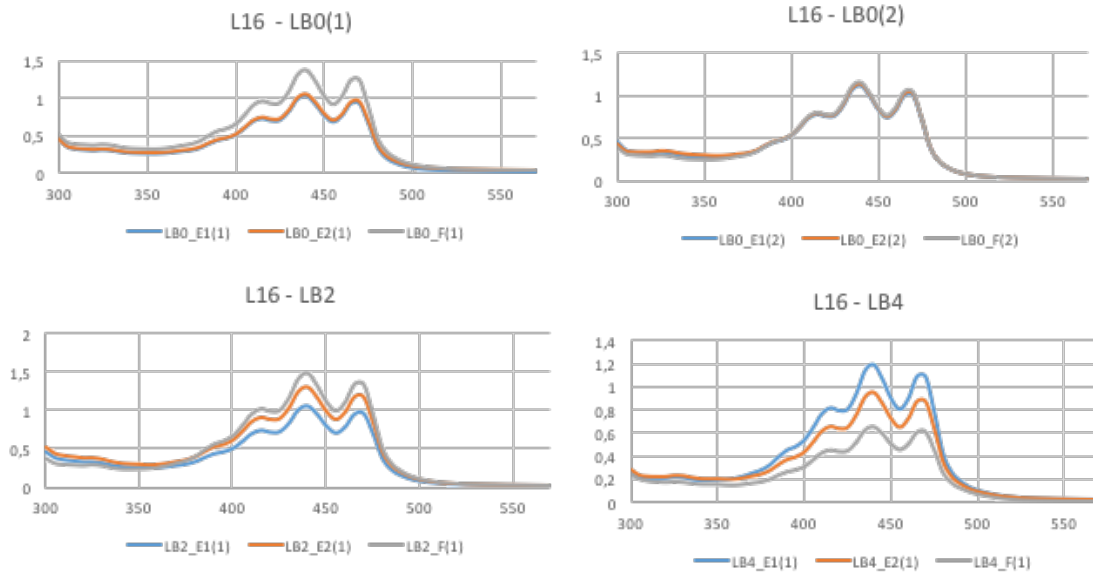 L16 - LB0(1)
1,5
1
0,5
0
300 350 400 450 500 550
LB0_E1(1) LB0_E2(1) LB0_F(1)
L16 - LB0(2)
1,5
1
0,5
0
300 350 400 450 500 550
LB0_E1(2) LB0_E2(2) LB0_F(2)
L16 - LB2
2
1,5
1
0,5
0
300 350 400 450 500 550
LB2_E1(1) LB2_E2(1) LB2_F(1)
L16 - LB4
1,4
1,2
1
0,8
0,6
0,4
0,2
0
300 350 400 450 500 550
LB4_E1(1) LB4_E2(1) LB4_F(1)